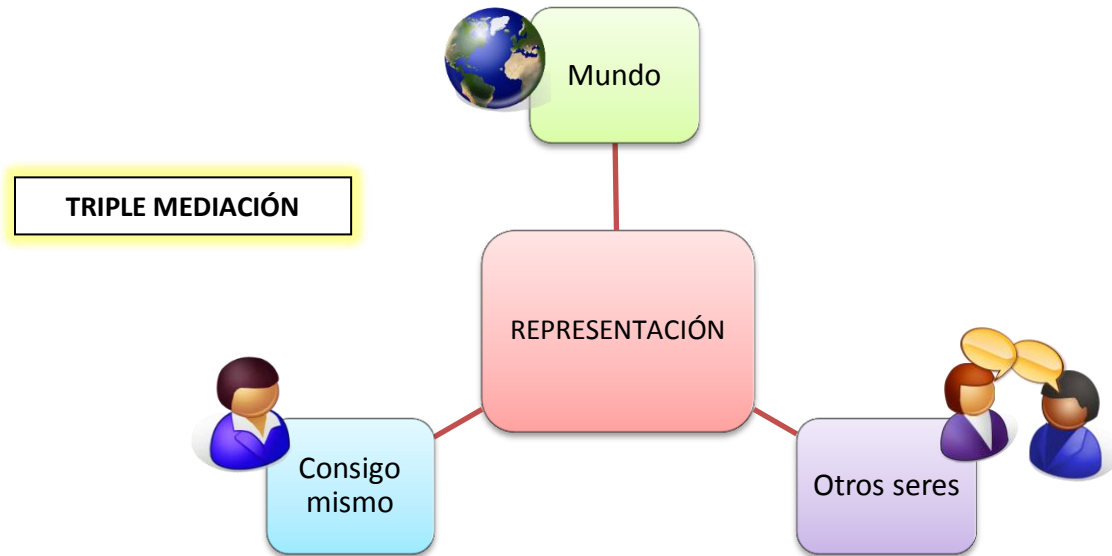 Mundo
TRIPLE MEDIACIÓN
REPRESENTACIÓN
Consigo
mismo
Otros seres